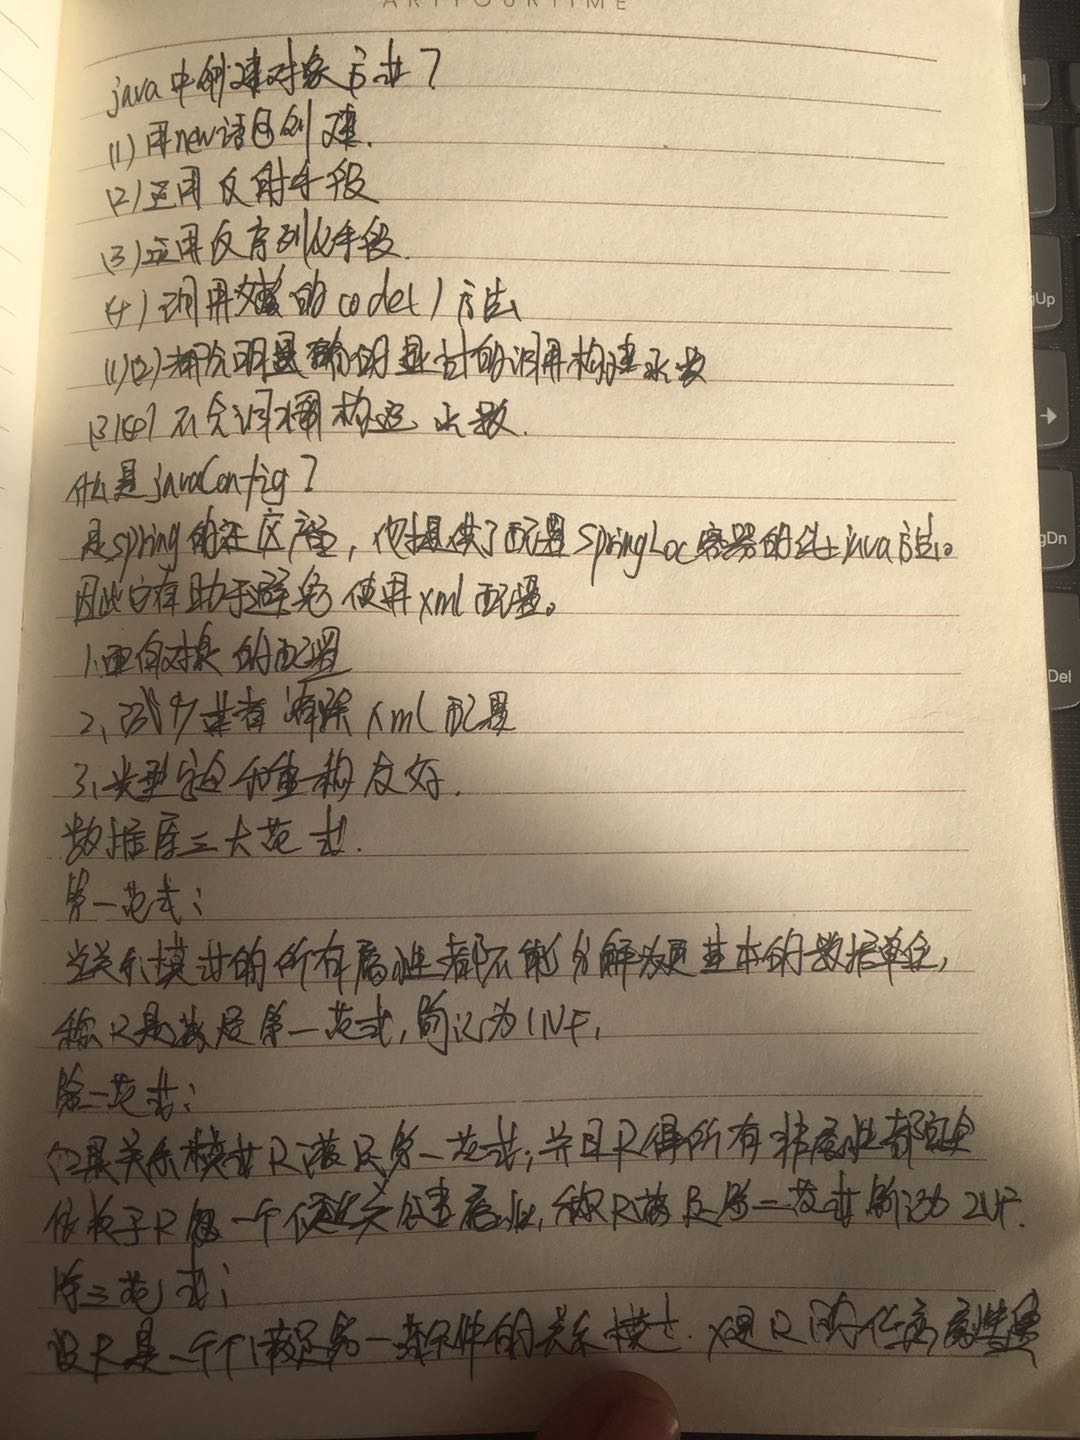 ARTFOURTIME
java中创建对象方式？
(1)用new语句创建.
(2)运用反射手段
(3)运用反序列化手段.
(4)调用对象的 方法
(1)(2)都会明确的显式的调用构造函数
(3)(4)不会调用构造函数.
什么是javaConfig？
是spring的社区产品，他提供了配置SpringLoc容器的纯java方法。
因此它有助于避免使用xml配置。
1、面向对象的配置
2、减少或者消除xml配置
3、类型安全和重构友好.
数据库三大范式.
第一范式：
当关系模式的所有属性都不能分解为更基本的数据单位，
称R是满足第一范式，简记为1NF，
第二范式：
如果关系模式R满足第一范式，并且R得所有非属性都完全
依赖于R的一个候选关键属性，称R满足第二范式简记为2NF.
第三范式；
设R是一个满足第一范式条件的关系模式. X是R的任意属性集